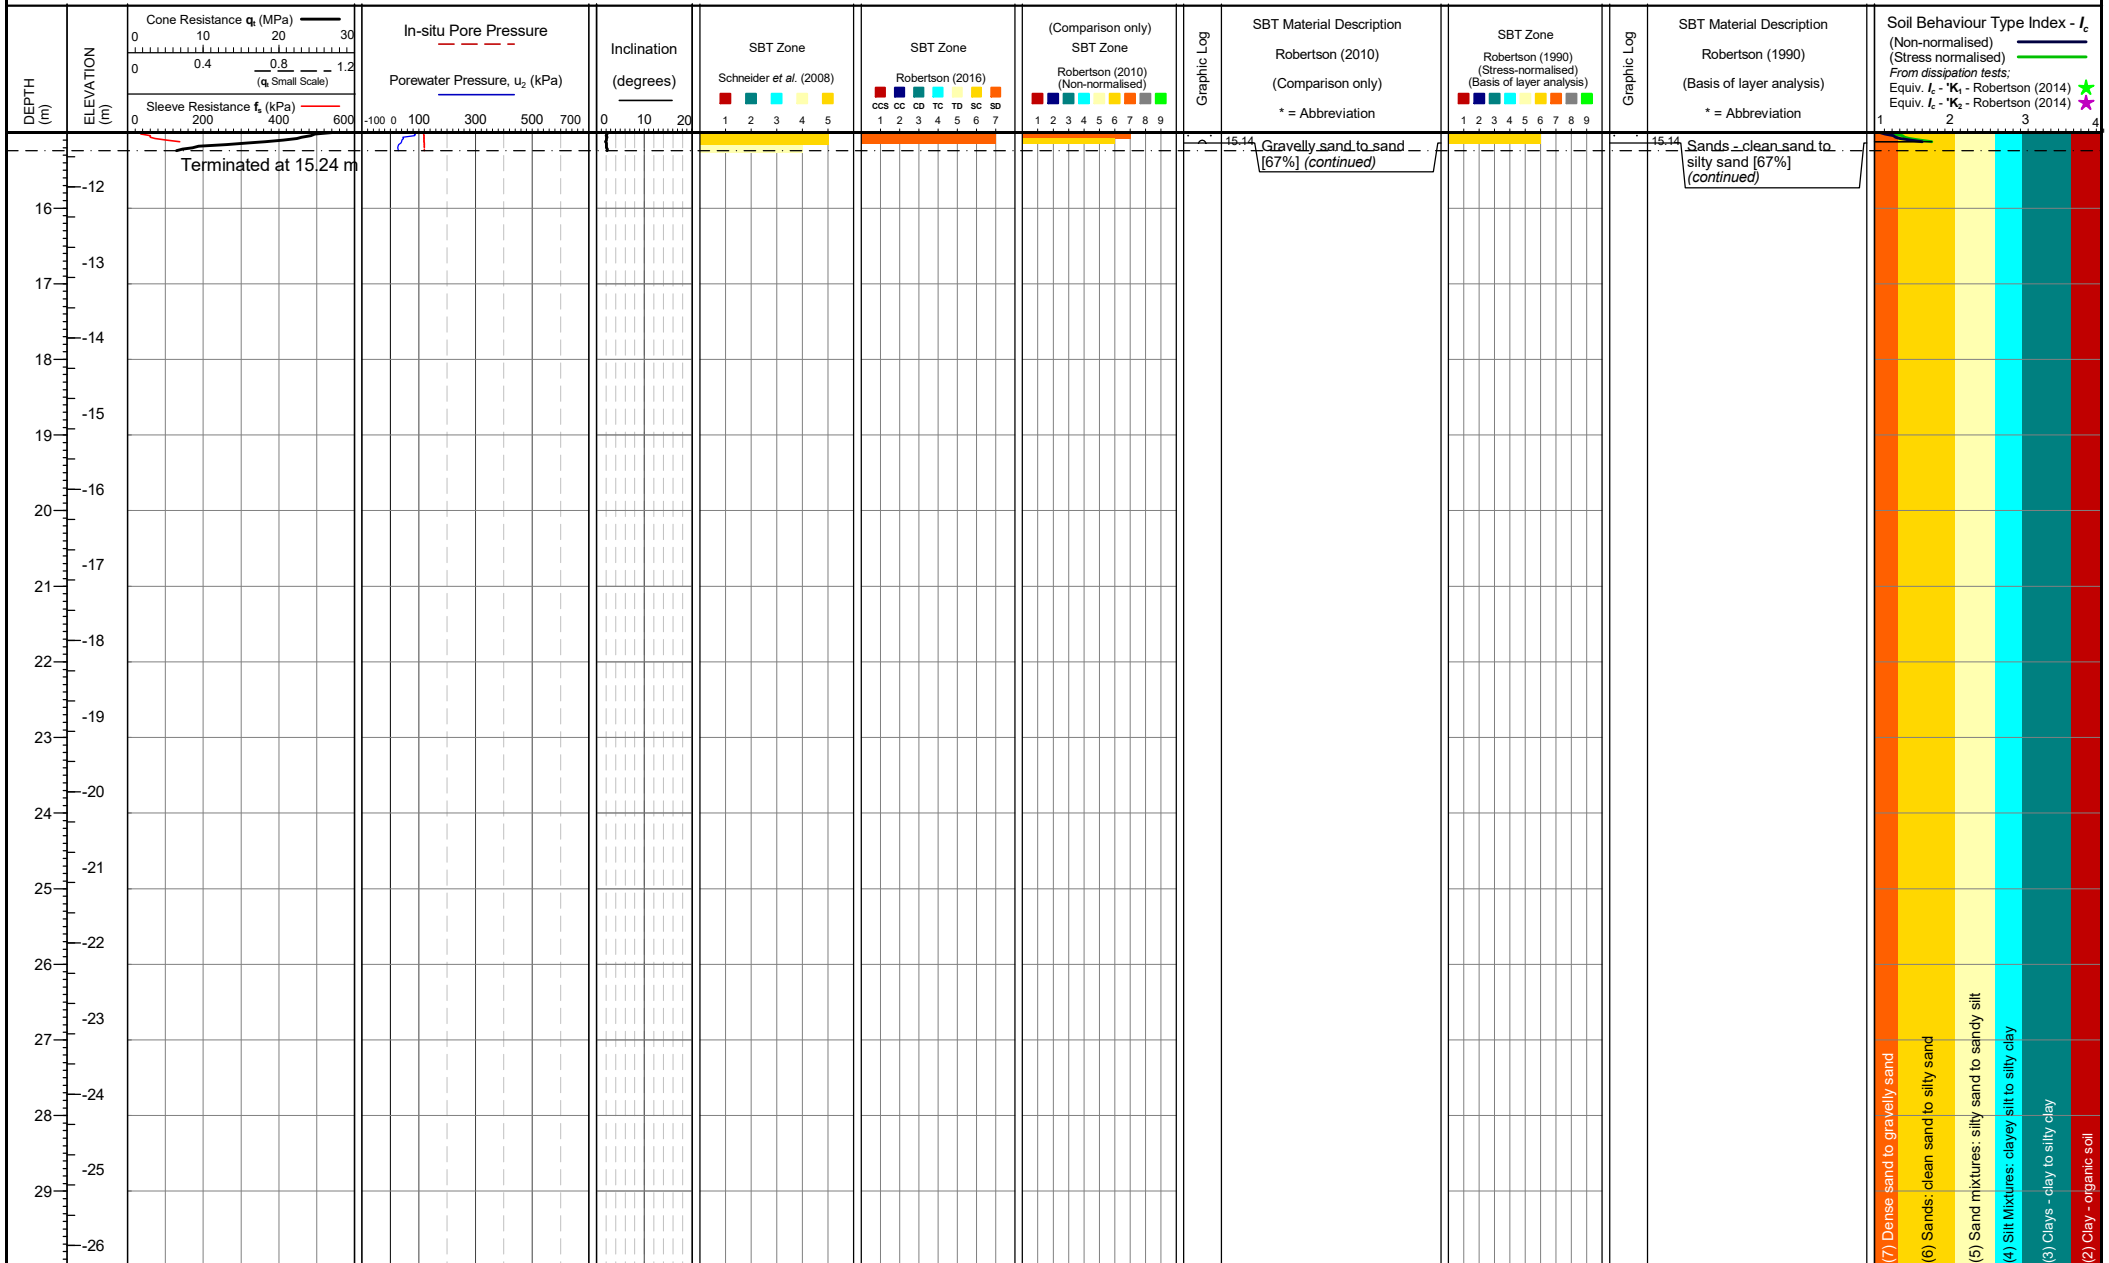 DEPTH
(m)
ELEVATION
(m)
Cone Resistance qt (MPa)
0 10 20 30
0 0.4 0.8 1.2
(qt Small Scale)
Sleeve Resistance fs (kPa)
0 200 400 600
In-situ Pore Pressure
Porewater Pressure, u2 (kPa)
-100 0 100 300 500 700
Inclination
(degrees)
0 10 20
SBT Zone
Schneider et al. (2008)
1 2 3 4 5
SBT Zone
Robertson (2016)
CCS CC CD TC TD SC SD
1 2 3 4 5 6 7
(Comparison only)
SBT Zone
Robertson (2010)
(Non-normalised)
1 2 3 4 5 6 7 8 9
Graphic Log
SBT Material Description
Robertson (2010)
(Comparison only)
* = Abbreviation
SBT Zone
Robertson (1990)
(Stress-normalised)
(Basis of layer analysis)
1 2 3 4 5 6 7 8 9
Graphic Log
SBT Material Description
Robertson (1990)
(Basis of layer analysis)
* = Abbreviation
Soil Behaviour Type Index - Ic
(Non-normalised)
(Stress normalised)
From dissipation tests;
Equiv. Ic - 'K1 - Robertson (2014)
Equiv. Ic - 'K2 - Robertson (2014)
1 2 3 4
Terminated at 15.24 m
15.14
Gravelly sand to sand
[67%] (continued)
15.14
Sands - clean sand to
silty sand [67%]
(continued)
16
17
18
19
20
21
22
23
24
25
26
27
28
29
-12
-13
-14
-15
-16
-17
-18
-19
-20
-21
-22
-23
-24
-25
-26
(7) Dense sand to gravelly sand
(6) Sands: clean sand to silty sand
(5) Sand mixtures: silty sand to sandy silt
(4) Silt Mixtures: clayey silt to silty clay
(3) Clays - clay to silty clay
(2) Clay - organic soil